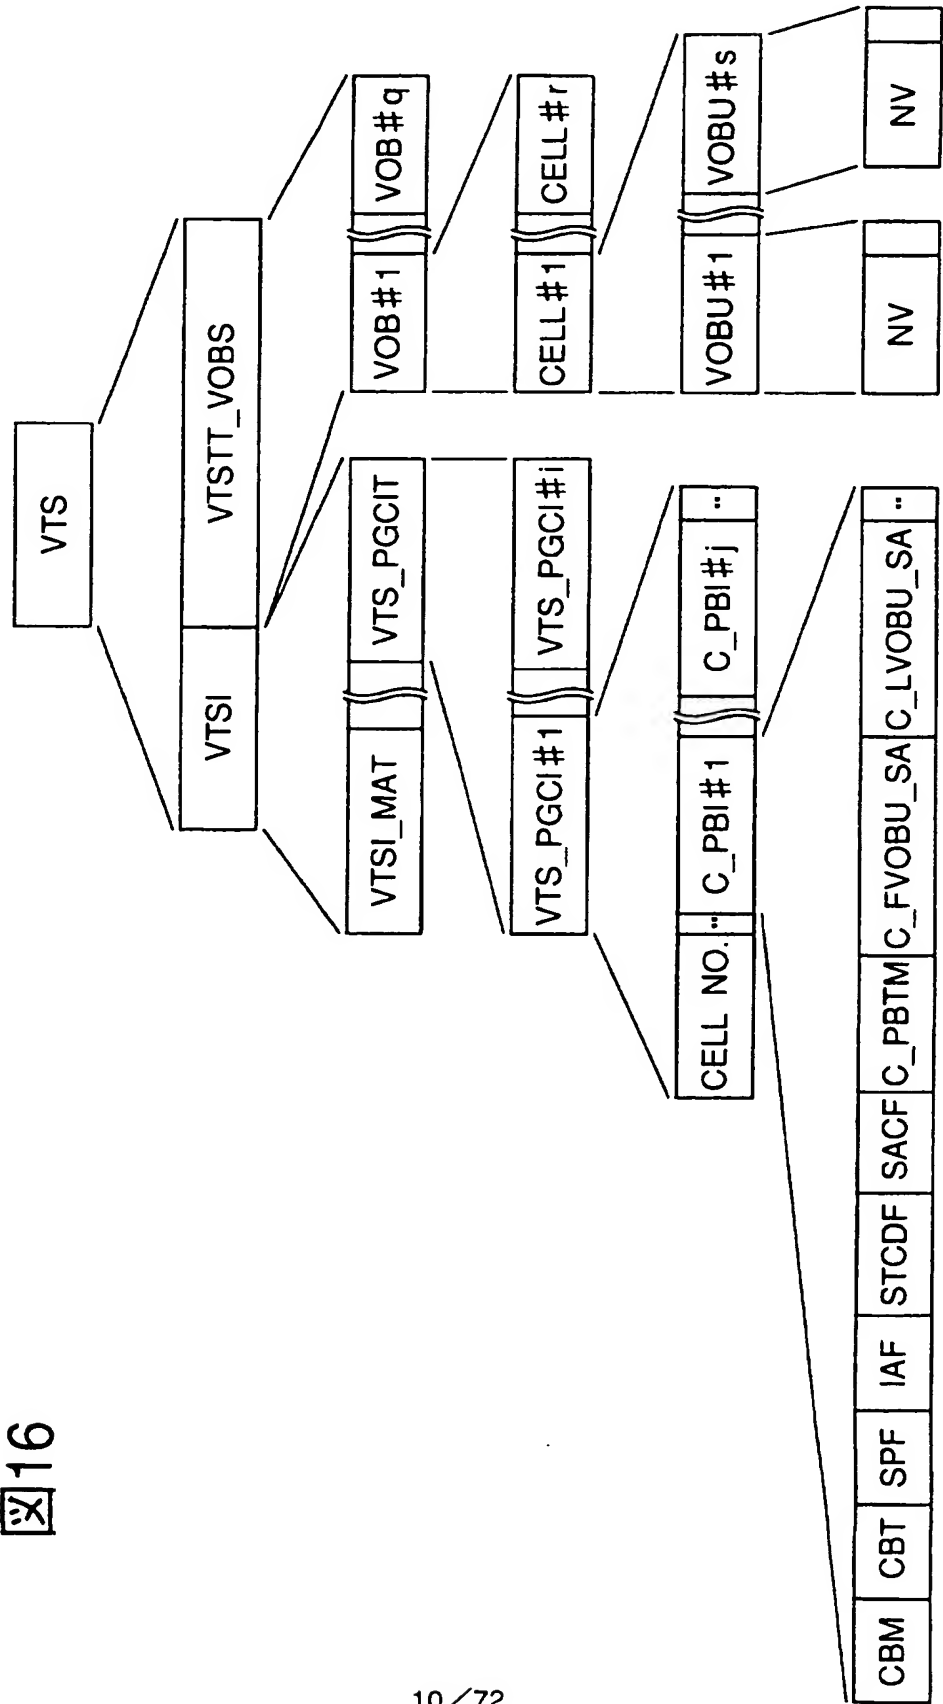 図16
VTS
VTSI VTSTT_VOBS
VTSI_MAT VTS_PGCIT VOB#1 VOB#q
VTS_PGCI#1 VTS_PGCI#i CELL#1 CELL#r
CELL NO. ‥ C_PBI#1 C_PBI#j ‥ VOBU#1 VOBU#s
CBM CBT SPF IAF STCDF SACF C_PBTM C_FVOBU_SA C_LVOBU_SA ‥ NV NV
10/72